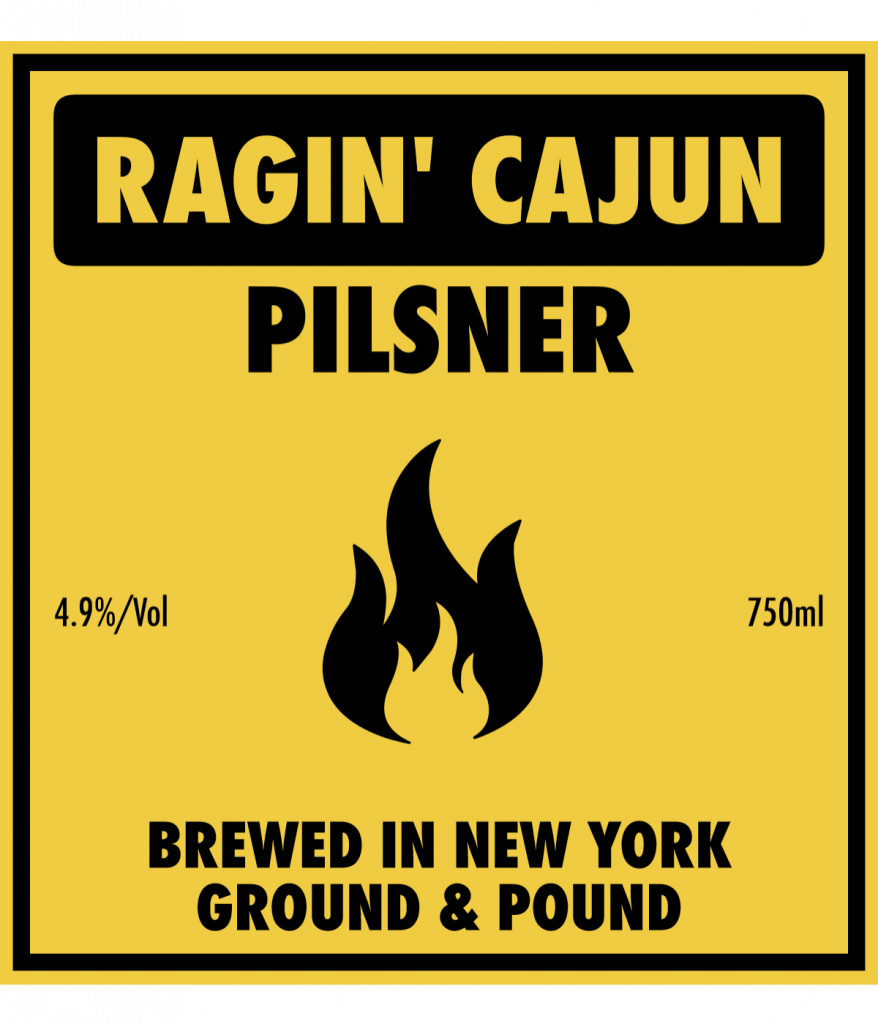 RAGIN' CAJUN
PILSNER
4.9%/Vol
750ml
BREWED IN NEW YORK
GROUND & POUND